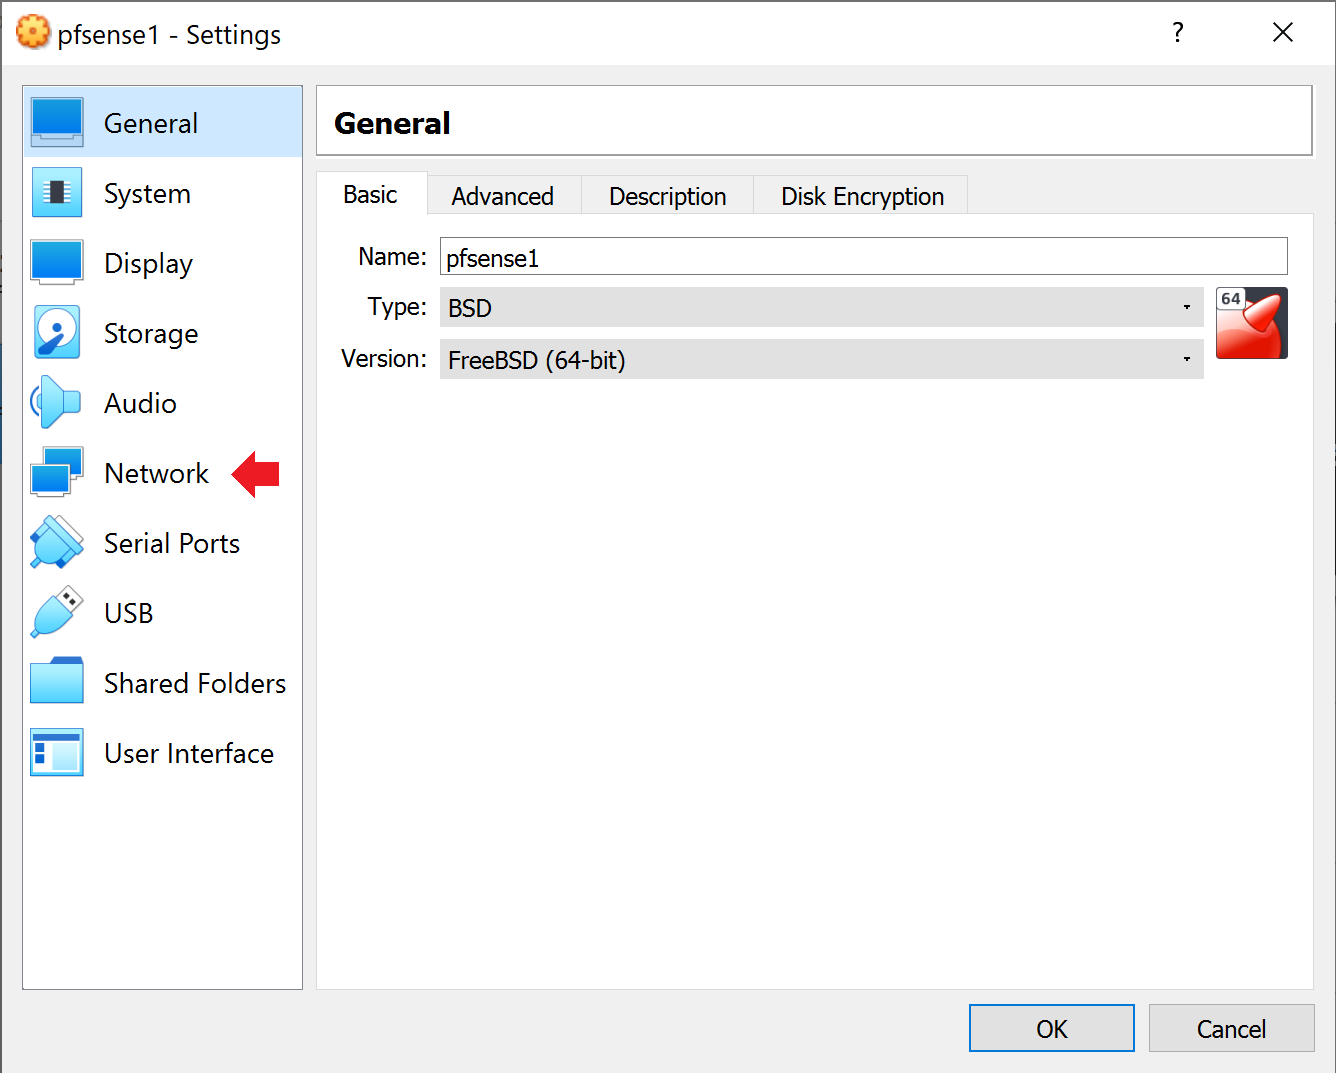 pfsense1 - Settings
?
General
System
Display
Storage
Audio
Network
Serial Ports
USB
Shared Folders
User Interface
General
Basic Advanced Description Disk Encryption
Name: pfsense1
Type: BSD
64
Version: FreeBSD (64-bit)
OK Cancel